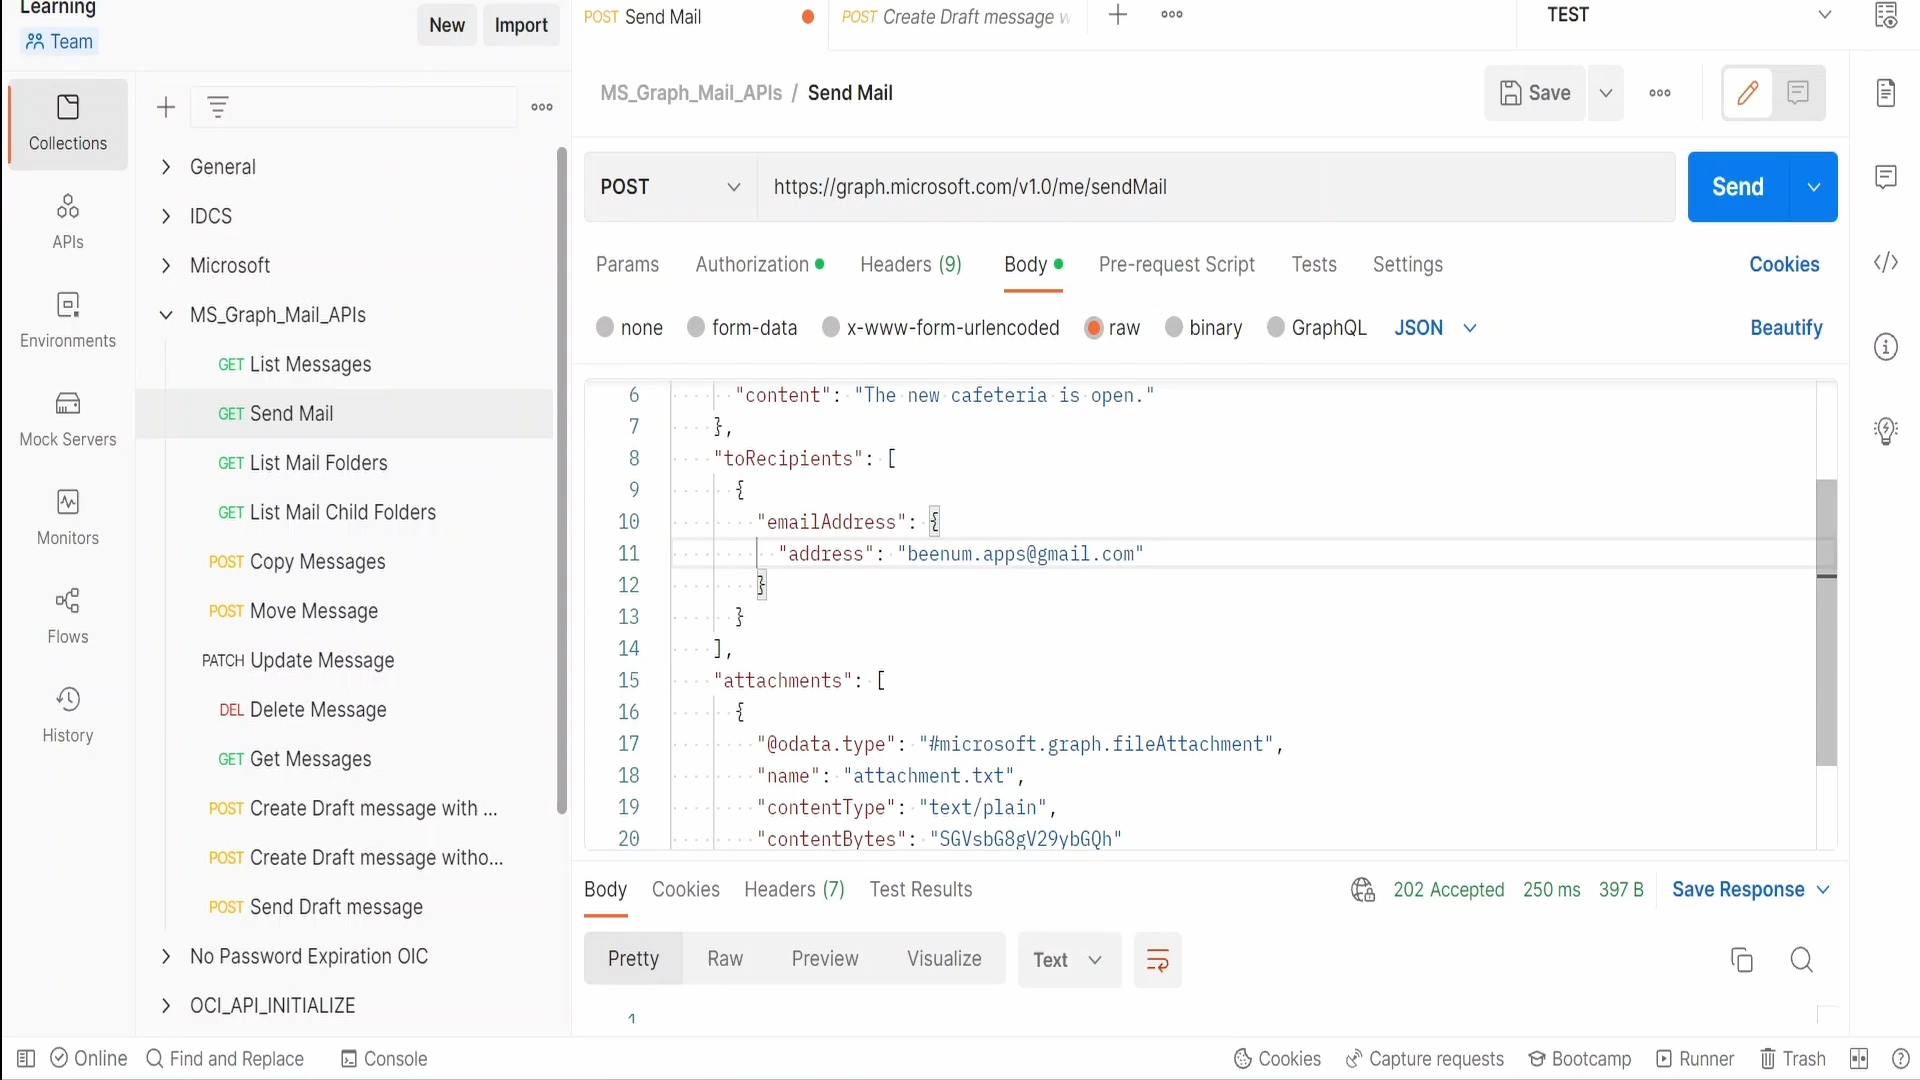 Learning
Team
New
Import
POST Send Mail
POST Create Draft message w
TEST
Collections
APIs
Environments
Mock Servers
Monitors
Flows
History
General
IDCS
Microsoft
MS_Graph_Mail_APIs
GET List Messages
GET Send Mail
GET List Mail Folders
GET List Mail Child Folders
POST Copy Messages
POST Move Message
PATCH Update Message
DEL Delete Message
GET Get Messages
POST Create Draft message with ...
POST Create Draft message witho...
POST Send Draft message
No Password Expiration OIC
OCI_API_INITIALIZE
MS_Graph_Mail_APIs / Send Mail
Save
POST
https://graph.microsoft.com/v1.0/me/sendMail
Send
Params Authorization Headers (9) Body Pre-request Script Tests Settings Cookies
none form-data x-www-form-urlencoded raw binary GraphQL JSON Beautify
6 "content": "The new cafeteria is open."
7 },
8 "toRecipients": [
9 {
10 "emailAddress": {
11 "address": "beenum.apps@gmail.com"
12 }
13 }
14 ],
15 "attachments": [
16 {
17 "@odata.type": "#microsoft.graph.fileAttachment",
18 "name": "attachment.txt",
19 "contentType": "text/plain",
20 "contentBytes": "SGVsbG8gV29ybGQh"
Body Cookies Headers (7) Test Results 202 Accepted 250 ms 397 B Save Response
Pretty Raw Preview Visualize Text
1
Online Find and Replace Console Cookies Capture requests Bootcamp Runner Trash